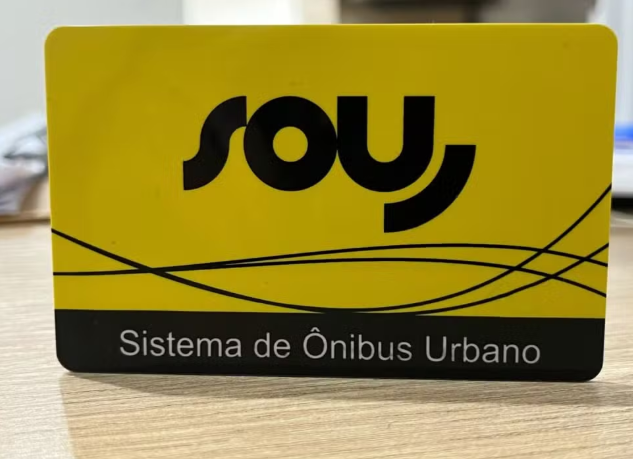 sou
Sistema de Ônibus Urbano